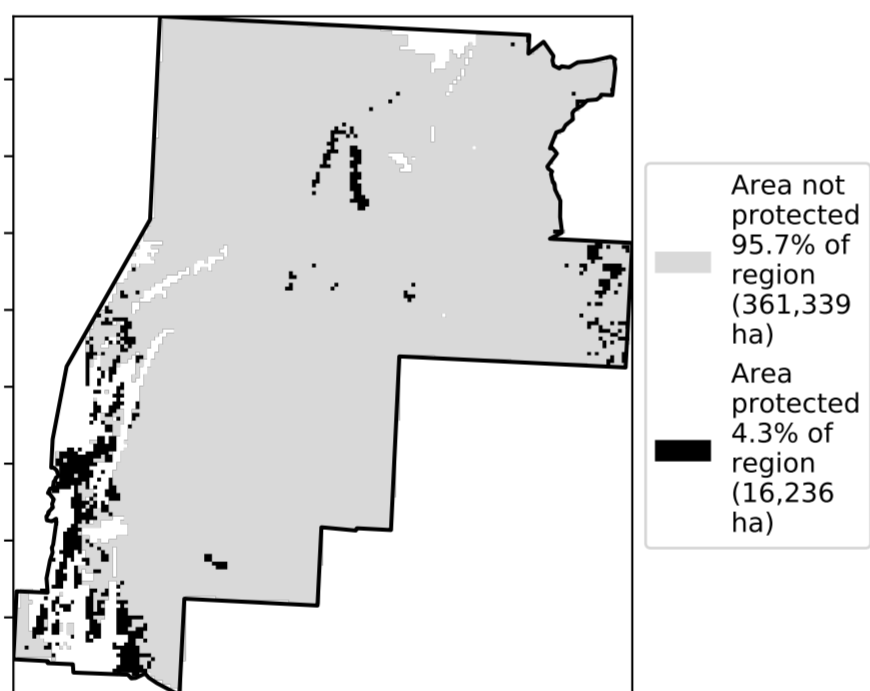 Area not
protected
95.7% of
region
(361,339
ha)
Area
protected
4.3% of
region
(16,236
ha)